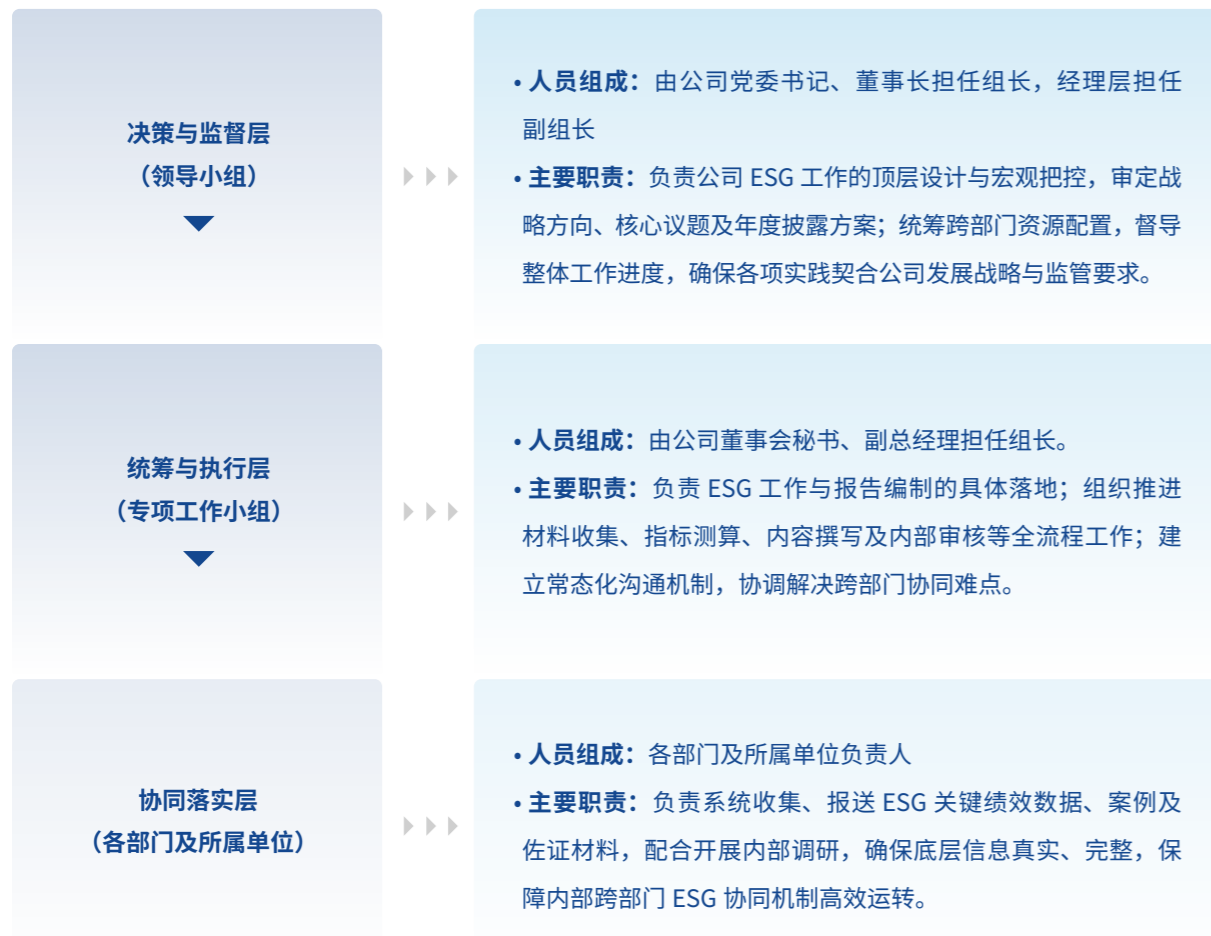 决策与监督层
（领导小组）
• 人员组成：由公司党委书记、董事长担任组长，经理层担任
副组长
• 主要职责：负责公司 ESG 工作的顶层设计与宏观把控，审定战
略方向、核心议题及年度披露方案；统筹跨部门资源配置，督导
整体工作进度，确保各项实践契合公司发展战略与监管要求。
统筹与执行层
（专项工作小组）
• 人员组成：由公司董事会秘书、副总经理担任组长。
• 主要职责：负责 ESG 工作与报告编制的具体落地；组织推进
材料收集、指标测算、内容撰写及内部审核等全流程工作；建
立常态化沟通机制，协调解决跨部门协同难点。
协同落实层
（各部门及所属单位）
• 人员组成：各部门及所属单位负责人
• 主要职责：负责系统收集、报送 ESG 关键绩效数据、案例及
佐证材料，配合开展内部调研，确保底层信息真实、完整，保
障内部跨部门 ESG 协同机制高效运转。